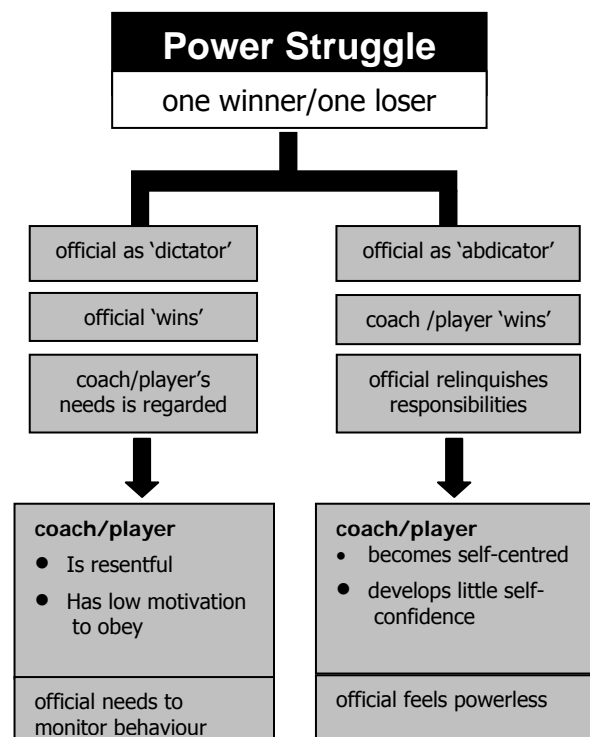 Power Struggle
one winner/one loser
official as ‘dictator’
official ‘wins’
coach/player’s
needs is regarded
coach/player
● Is resentful
● Has low motivation
to obey
official needs to
monitor behaviour
official as ‘abdicator’
coach /player ‘wins’
official relinquishes
responsibilities
coach/player
• becomes self-centred
● develops little self-
confidence
official feels powerless